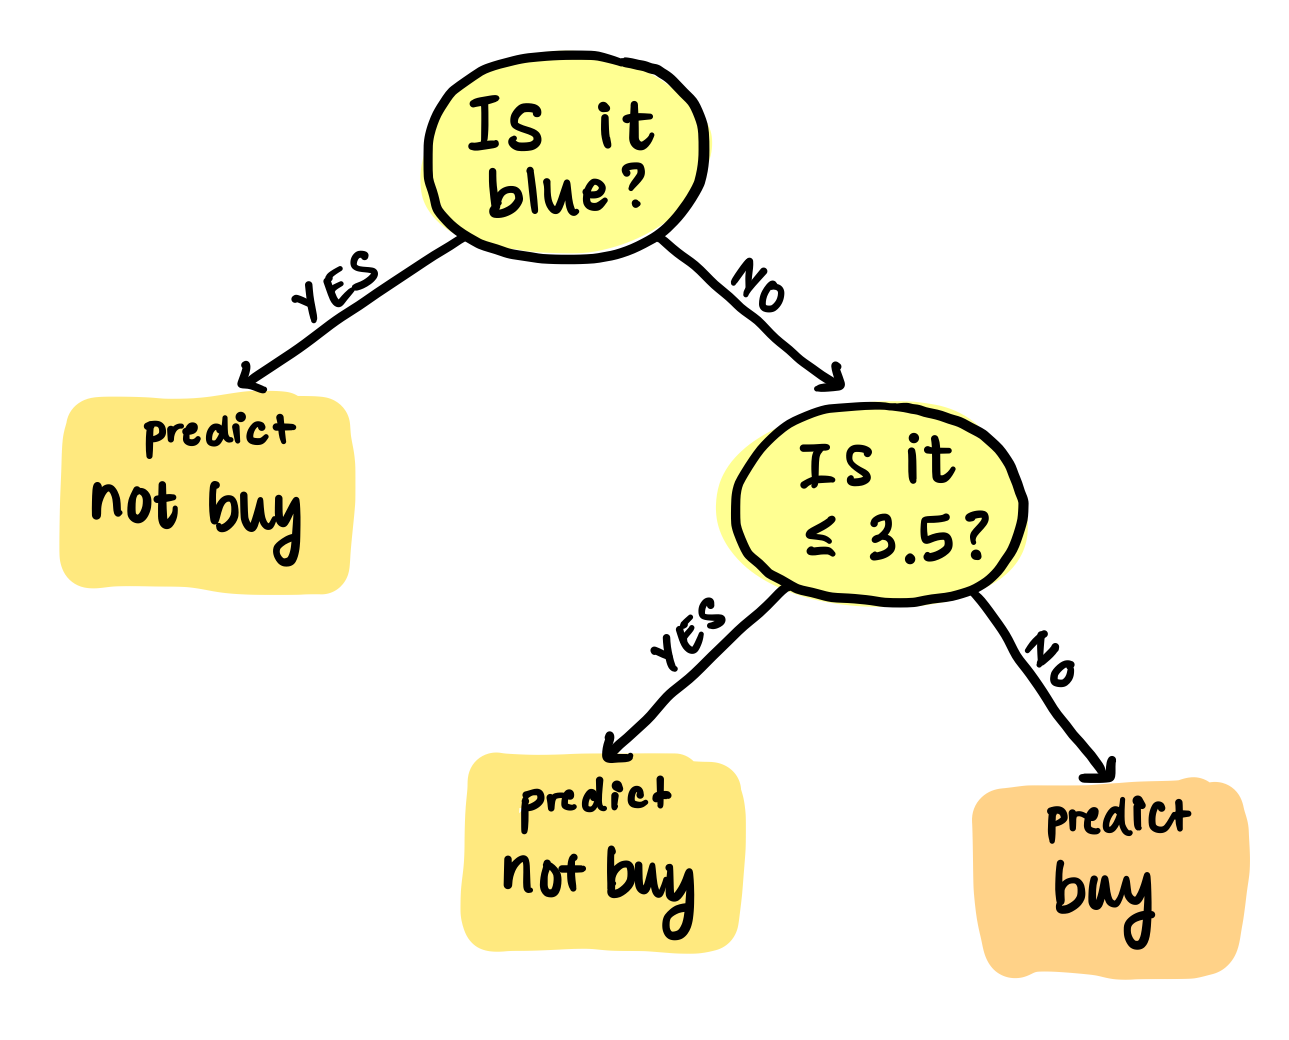 Is it
blue?
YES
NO
predict
not buy
Is it
≤ 3.5?
YES
NO
predict
not buy
predict
buy